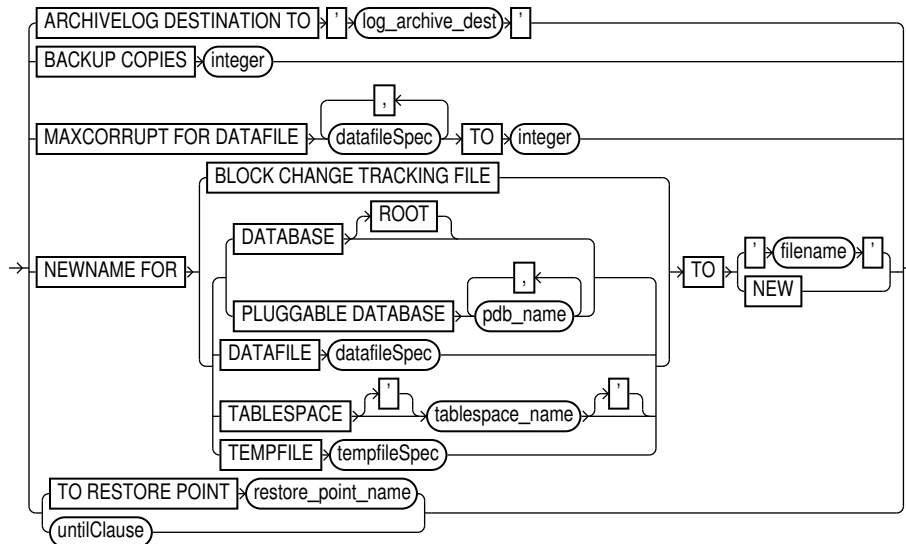 ARCHIVELOG DESTINATION TO ' log_archive_dest '
BACKUP COPIES integer
,
MAXCORRUPT FOR DATAFILE datafileSpec TO integer
BLOCK CHANGE TRACKING FILE
ROOT
DATABASE
NEWNAME FOR TO ' filename '
NEW
,
PLUGGABLE DATABASE pdb_name
DATAFILE datafileSpec
' '
TABLESPACE tablespace_name
TEMPFILE tempfileSpec
TO RESTORE POINT restore_point_name
untilClause